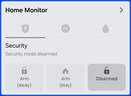 Home Monitor
Security
Security mode disarmed
Arm
(away)
Arm
(stay)
Disarmed